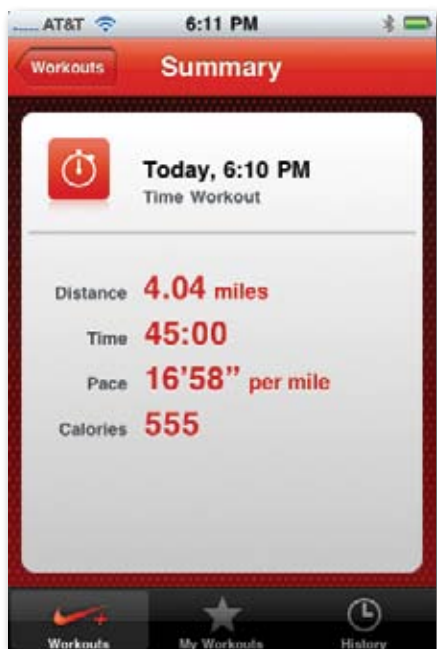 AT&T 6:11 PM
Workouts Summary
Today, 6:10 PM
Time Workout
Distance 4.04 miles
Time 45:00
Pace 16'58” per mile
Calories 555
Workouts My Workouts History